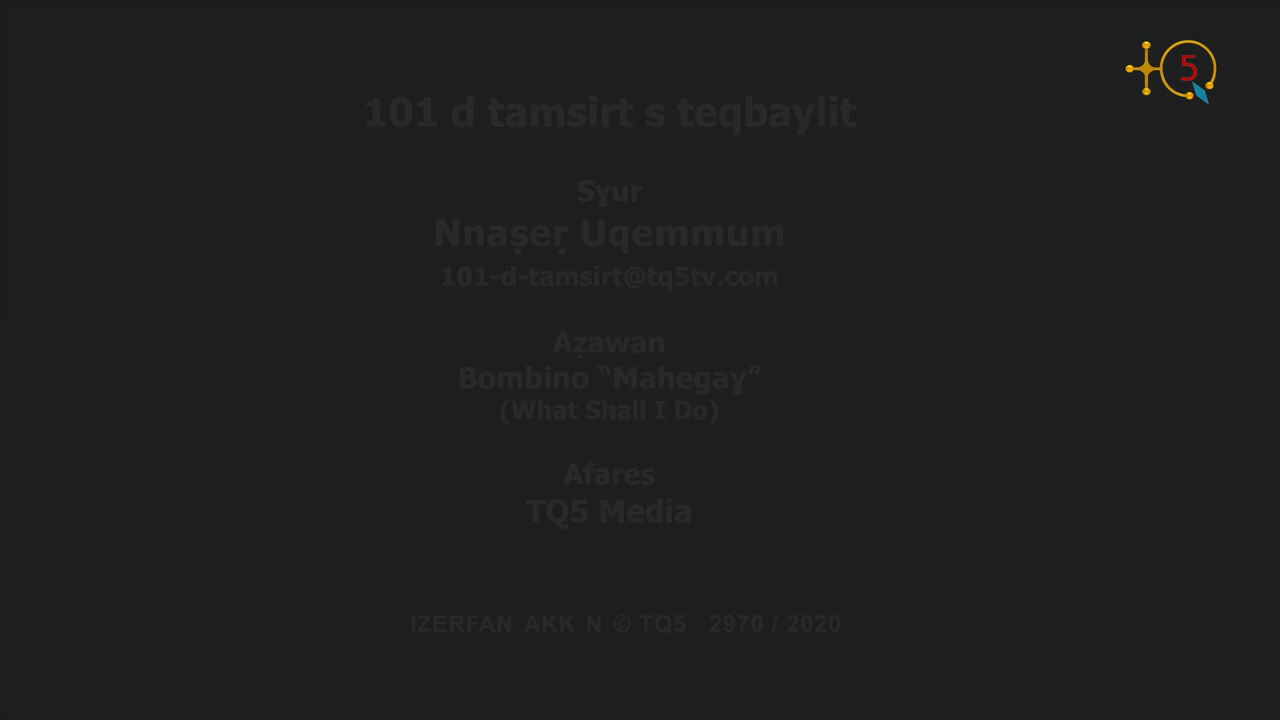 5
101 d tamsirt s teqbaylit
Sɣur
Nnaṣeṛ Uqemmum
101-d-tamsirt@tq5tv.com
Aẓawan
Bombino “Mahegaɣ”
(What Shall I Do)
Afares
TQ5 Media
IZERFAN AKK N © TQ5 2970 / 2020